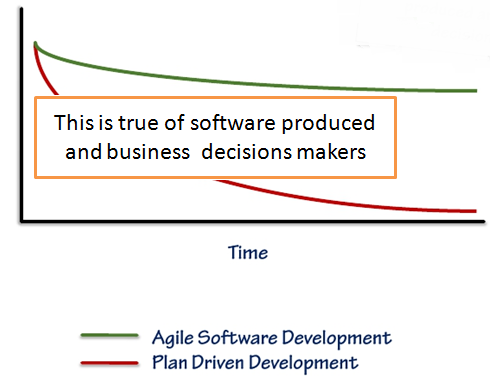 This is true of software produced
and business decisions makers
Time
Agile Software Development
Plan Driven Development